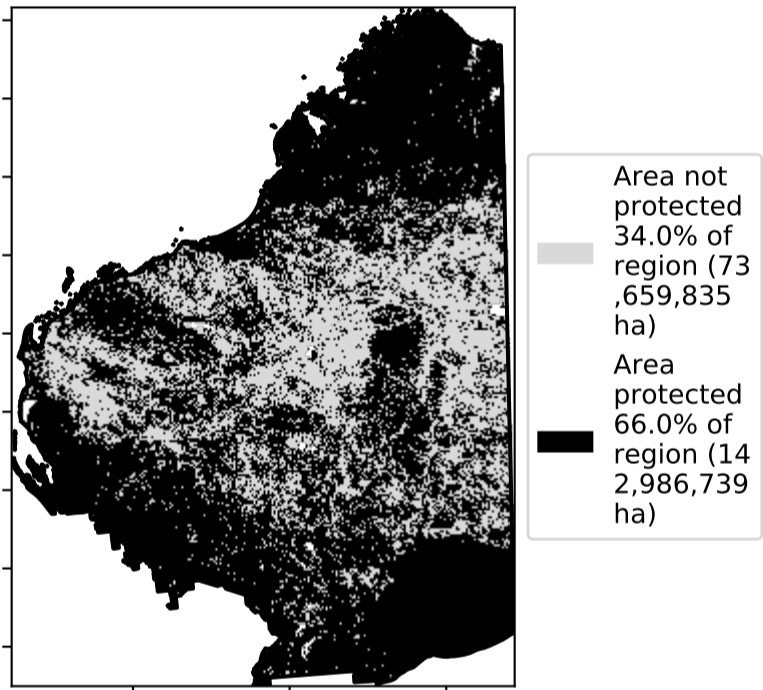 Area not
protected
34.0% of
region (73
,659,835
ha)
Area
protected
66.0% of
region (14
2,986,739
ha)